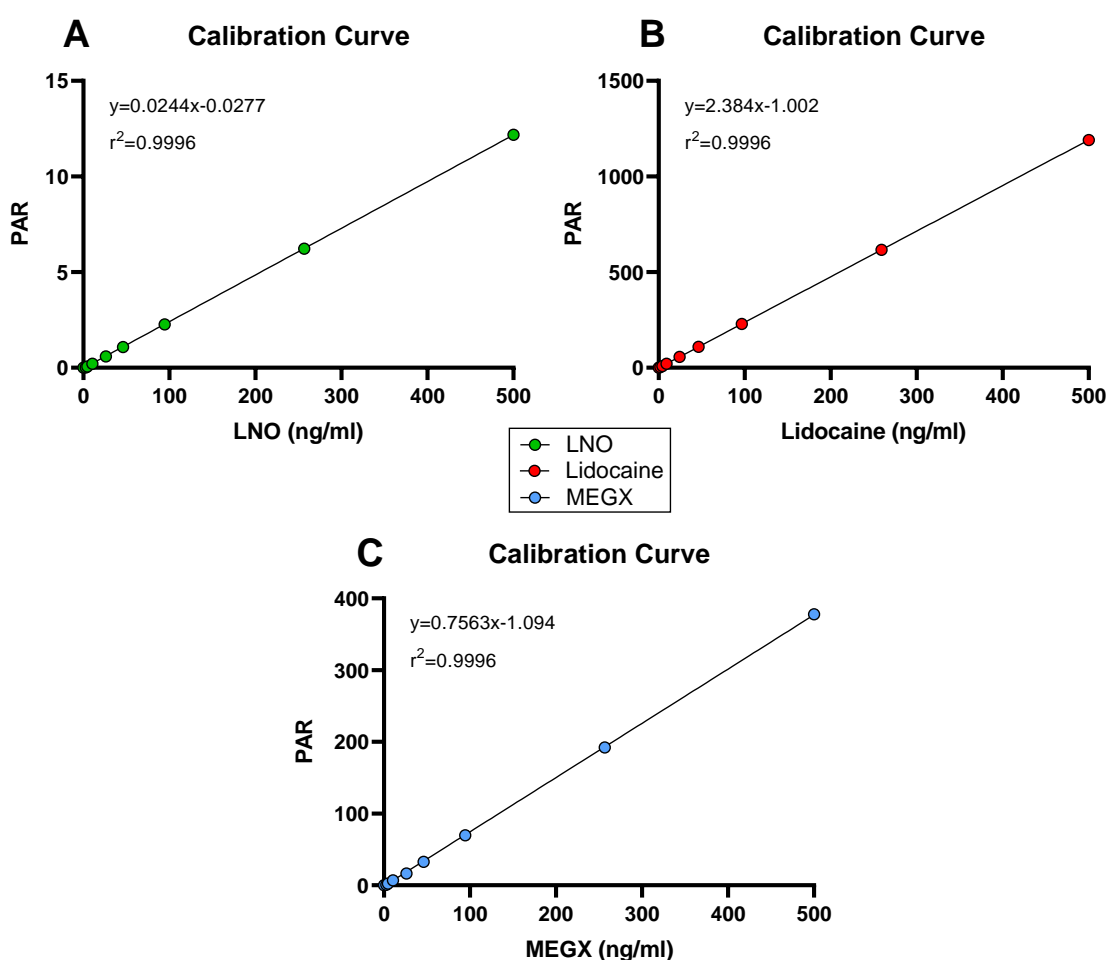 A
Calibration Curve
y=0.0244x-0.0277
r²=0.9996
PAR
15
10
5
0
0 100 200 300 400 500
LNO (ng/ml)
B
Calibration Curve
y=2.384x-1.002
r²=0.9996
PAR
1500
1000
500
0
0 100 200 300 400 500
Lidocaine (ng/ml)
LNO
Lidocaine
MEGX
C
Calibration Curve
y=0.7563x-1.094
r²=0.9996
PAR
400
300
200
100
0
0 100 200 300 400 500
MEGX (ng/ml)